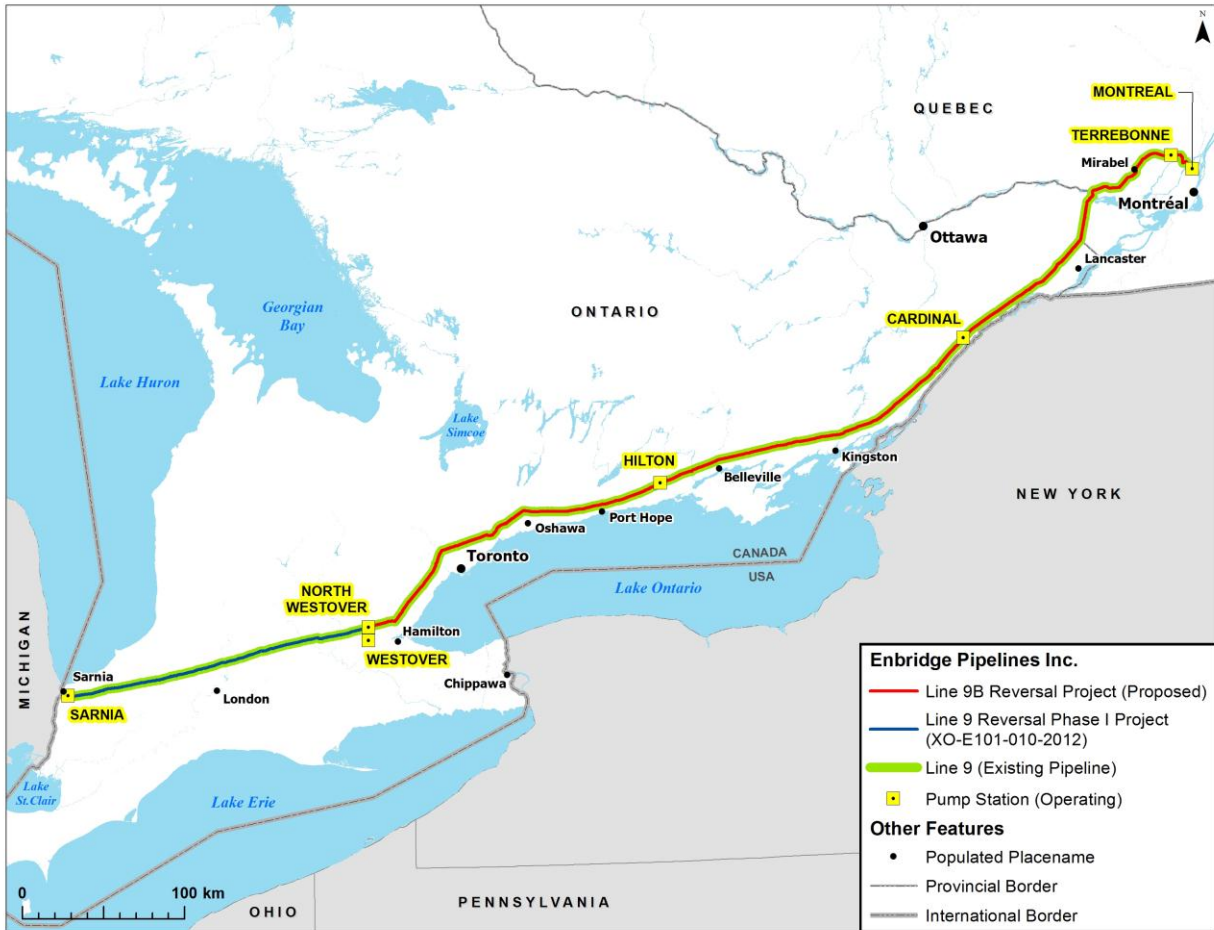 N
QUEBEC
MONTREAL
TERREBONNE
Mirabel
Montréal
Ottawa
Lancaster
ONTARIO
Georgian
Bay
CARDINAL
Lake Huron
Lake
Simcoe
HILTON
Belleville
Kingston
NEW YORK
Port Hope
Oshawa
Toronto
CANADA
USA
Lake Ontario
NORTH
WESTOVER
Hamilton
WESTOVER
MICHIGAN
Sarnia
SARNIA
London
Chippawa
Lake
St.Clair
Lake Erie
0 100 km
OHIO
PENNSYLVANIA
Enbridge Pipelines Inc.
Line 9B Reversal Project (Proposed)
Line 9 Reversal Phase I Project
(XO-E101-010-2012)
Line 9 (Existing Pipeline)
Pump Station (Operating)
Other Features
Populated Placename
Provincial Border
International Border